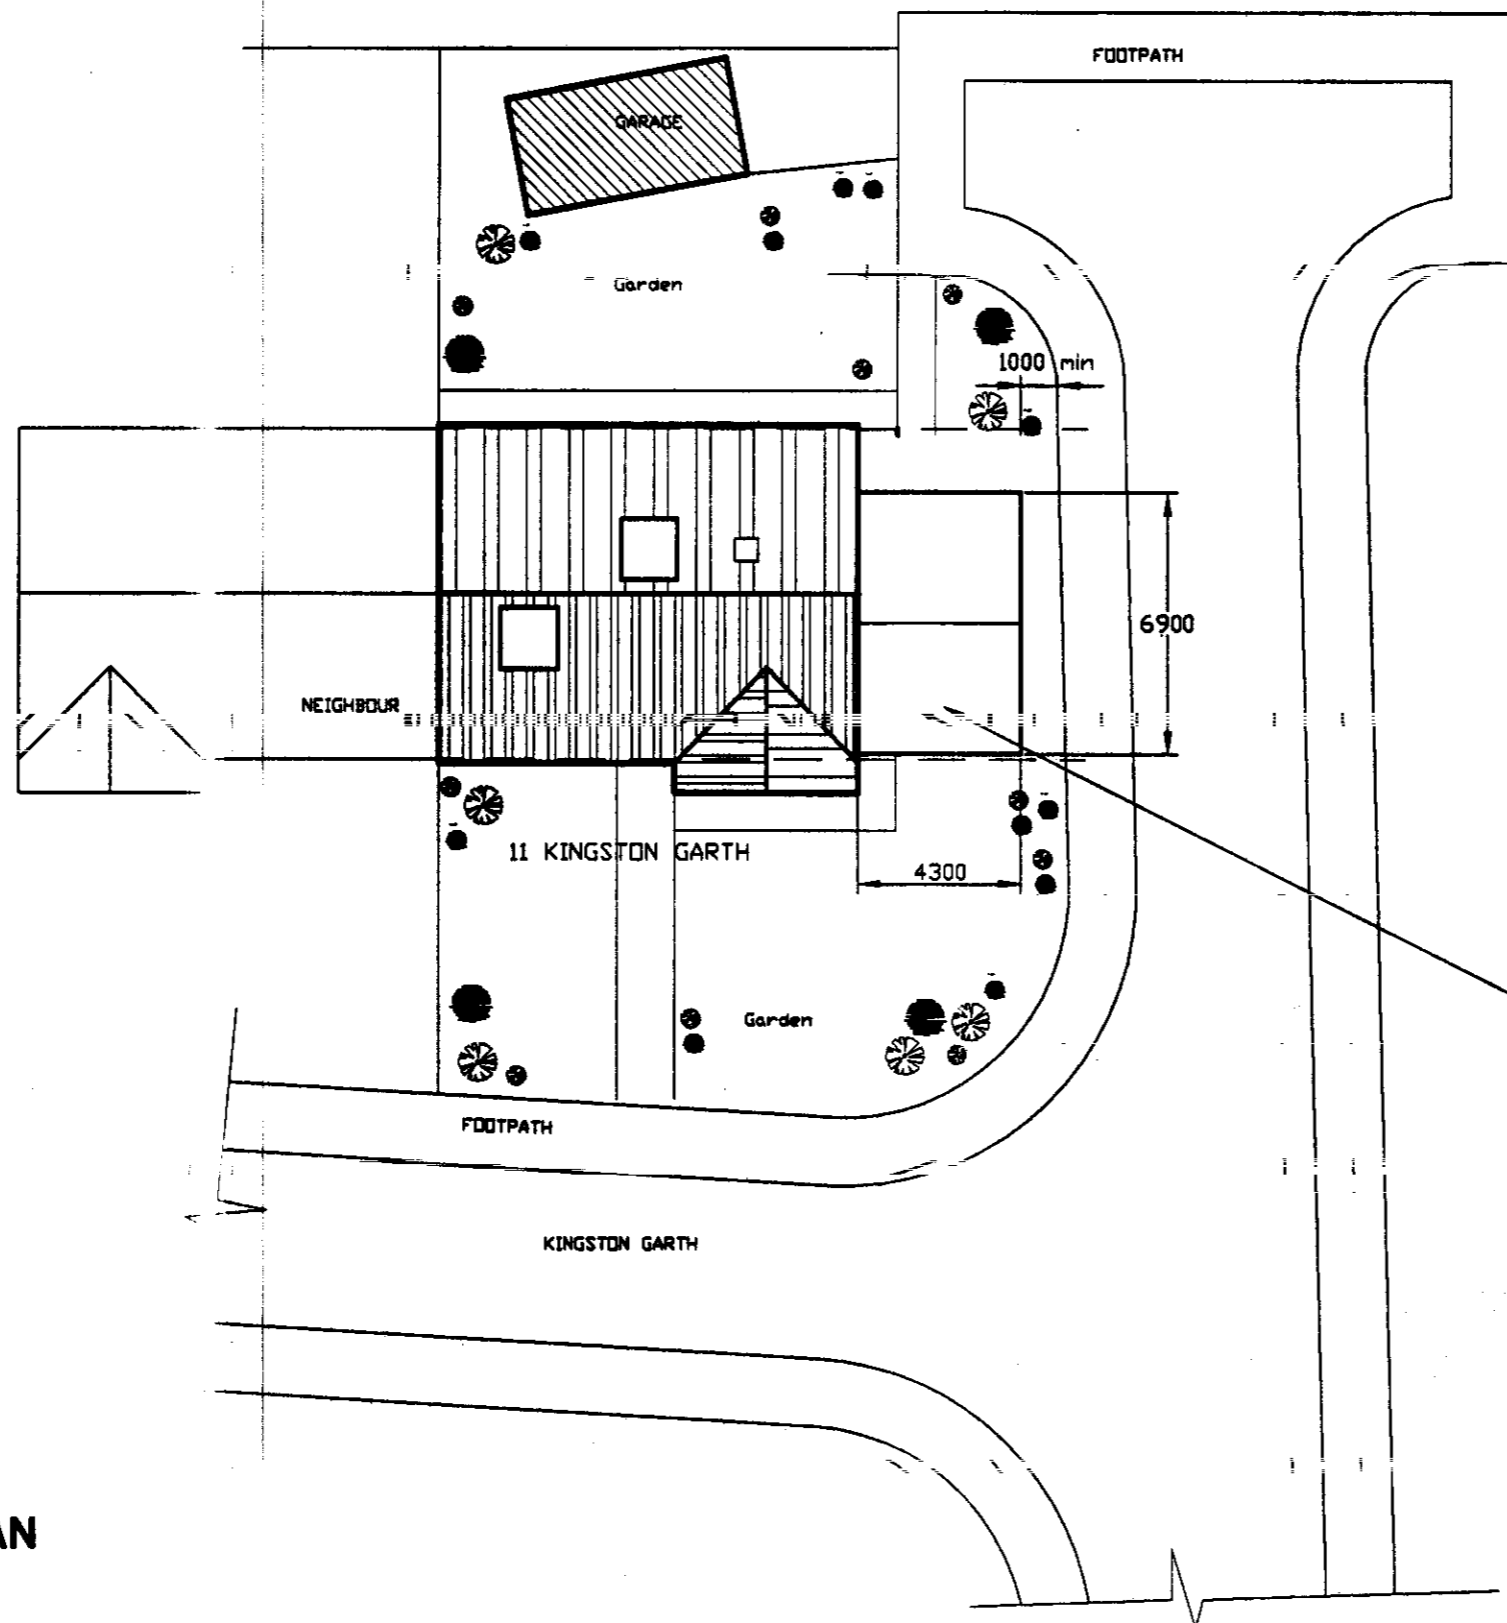 FOOTPATH
GARAGE
Garden
1000 min
6900
NEIGHBOUR
11 KINGSTON GARTH
4300
Garden
FOOTPATH
KINGSTON GARTH
AN